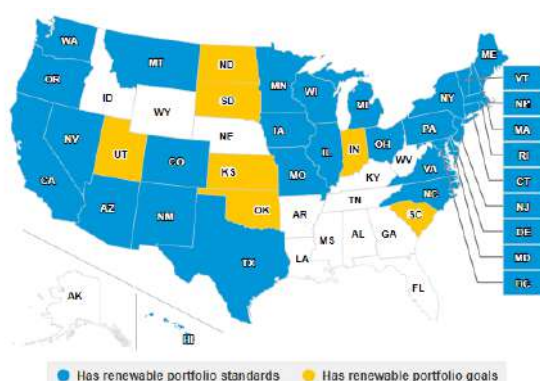 WA
ME
MT
ND
VT
OR
MN
ID
SD
WI
NY
NH
WY
MI
MA
IA
PA
RI
NE
NV
OH
IL
IN
CT
UT
CO
WV
VA
NJ
CA
KS
MO
KY
DE
NC
TN
MD
AZ
NM
OK
AR
SC
DC
MS
AL
GA
TX
LA
AK
FL
HI
Has renewable portfolio standards
Has renewable portfolio goals